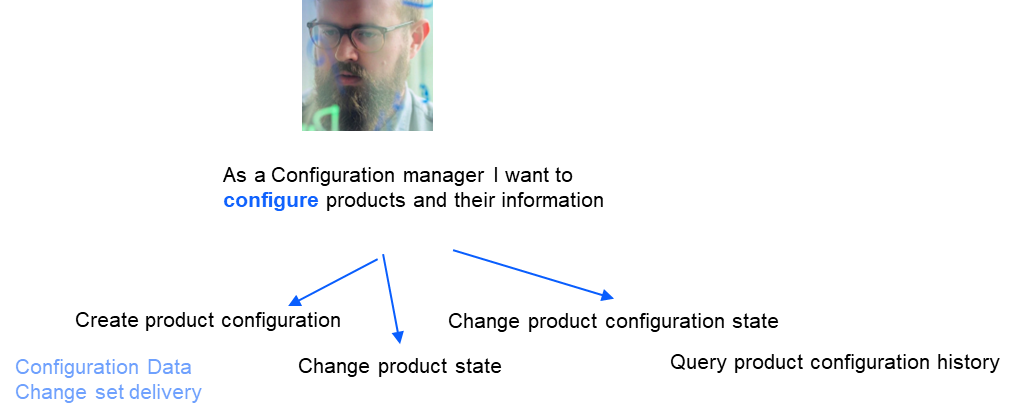 As a Configuration manager I want to
configure products and their information
Create product configuration
Change product configuration state
Configuration Data
Change set delivery
Change product state
Query product configuration history